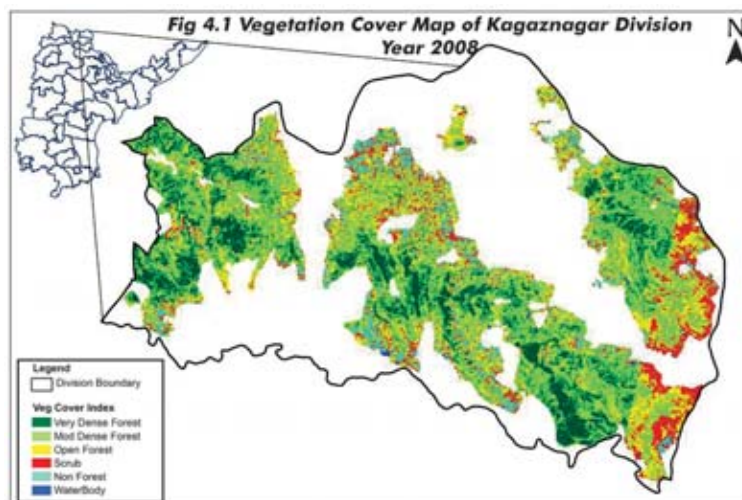 Fig 4.1 Vegetation Cover Map of Kagaznagar Division
Year 2008
N
Legend
Division Boundary
Veg Cover Index
Very Dense Forest
Mod Dense Forest
Open Forest
Scrub
Non Forest
WaterBody